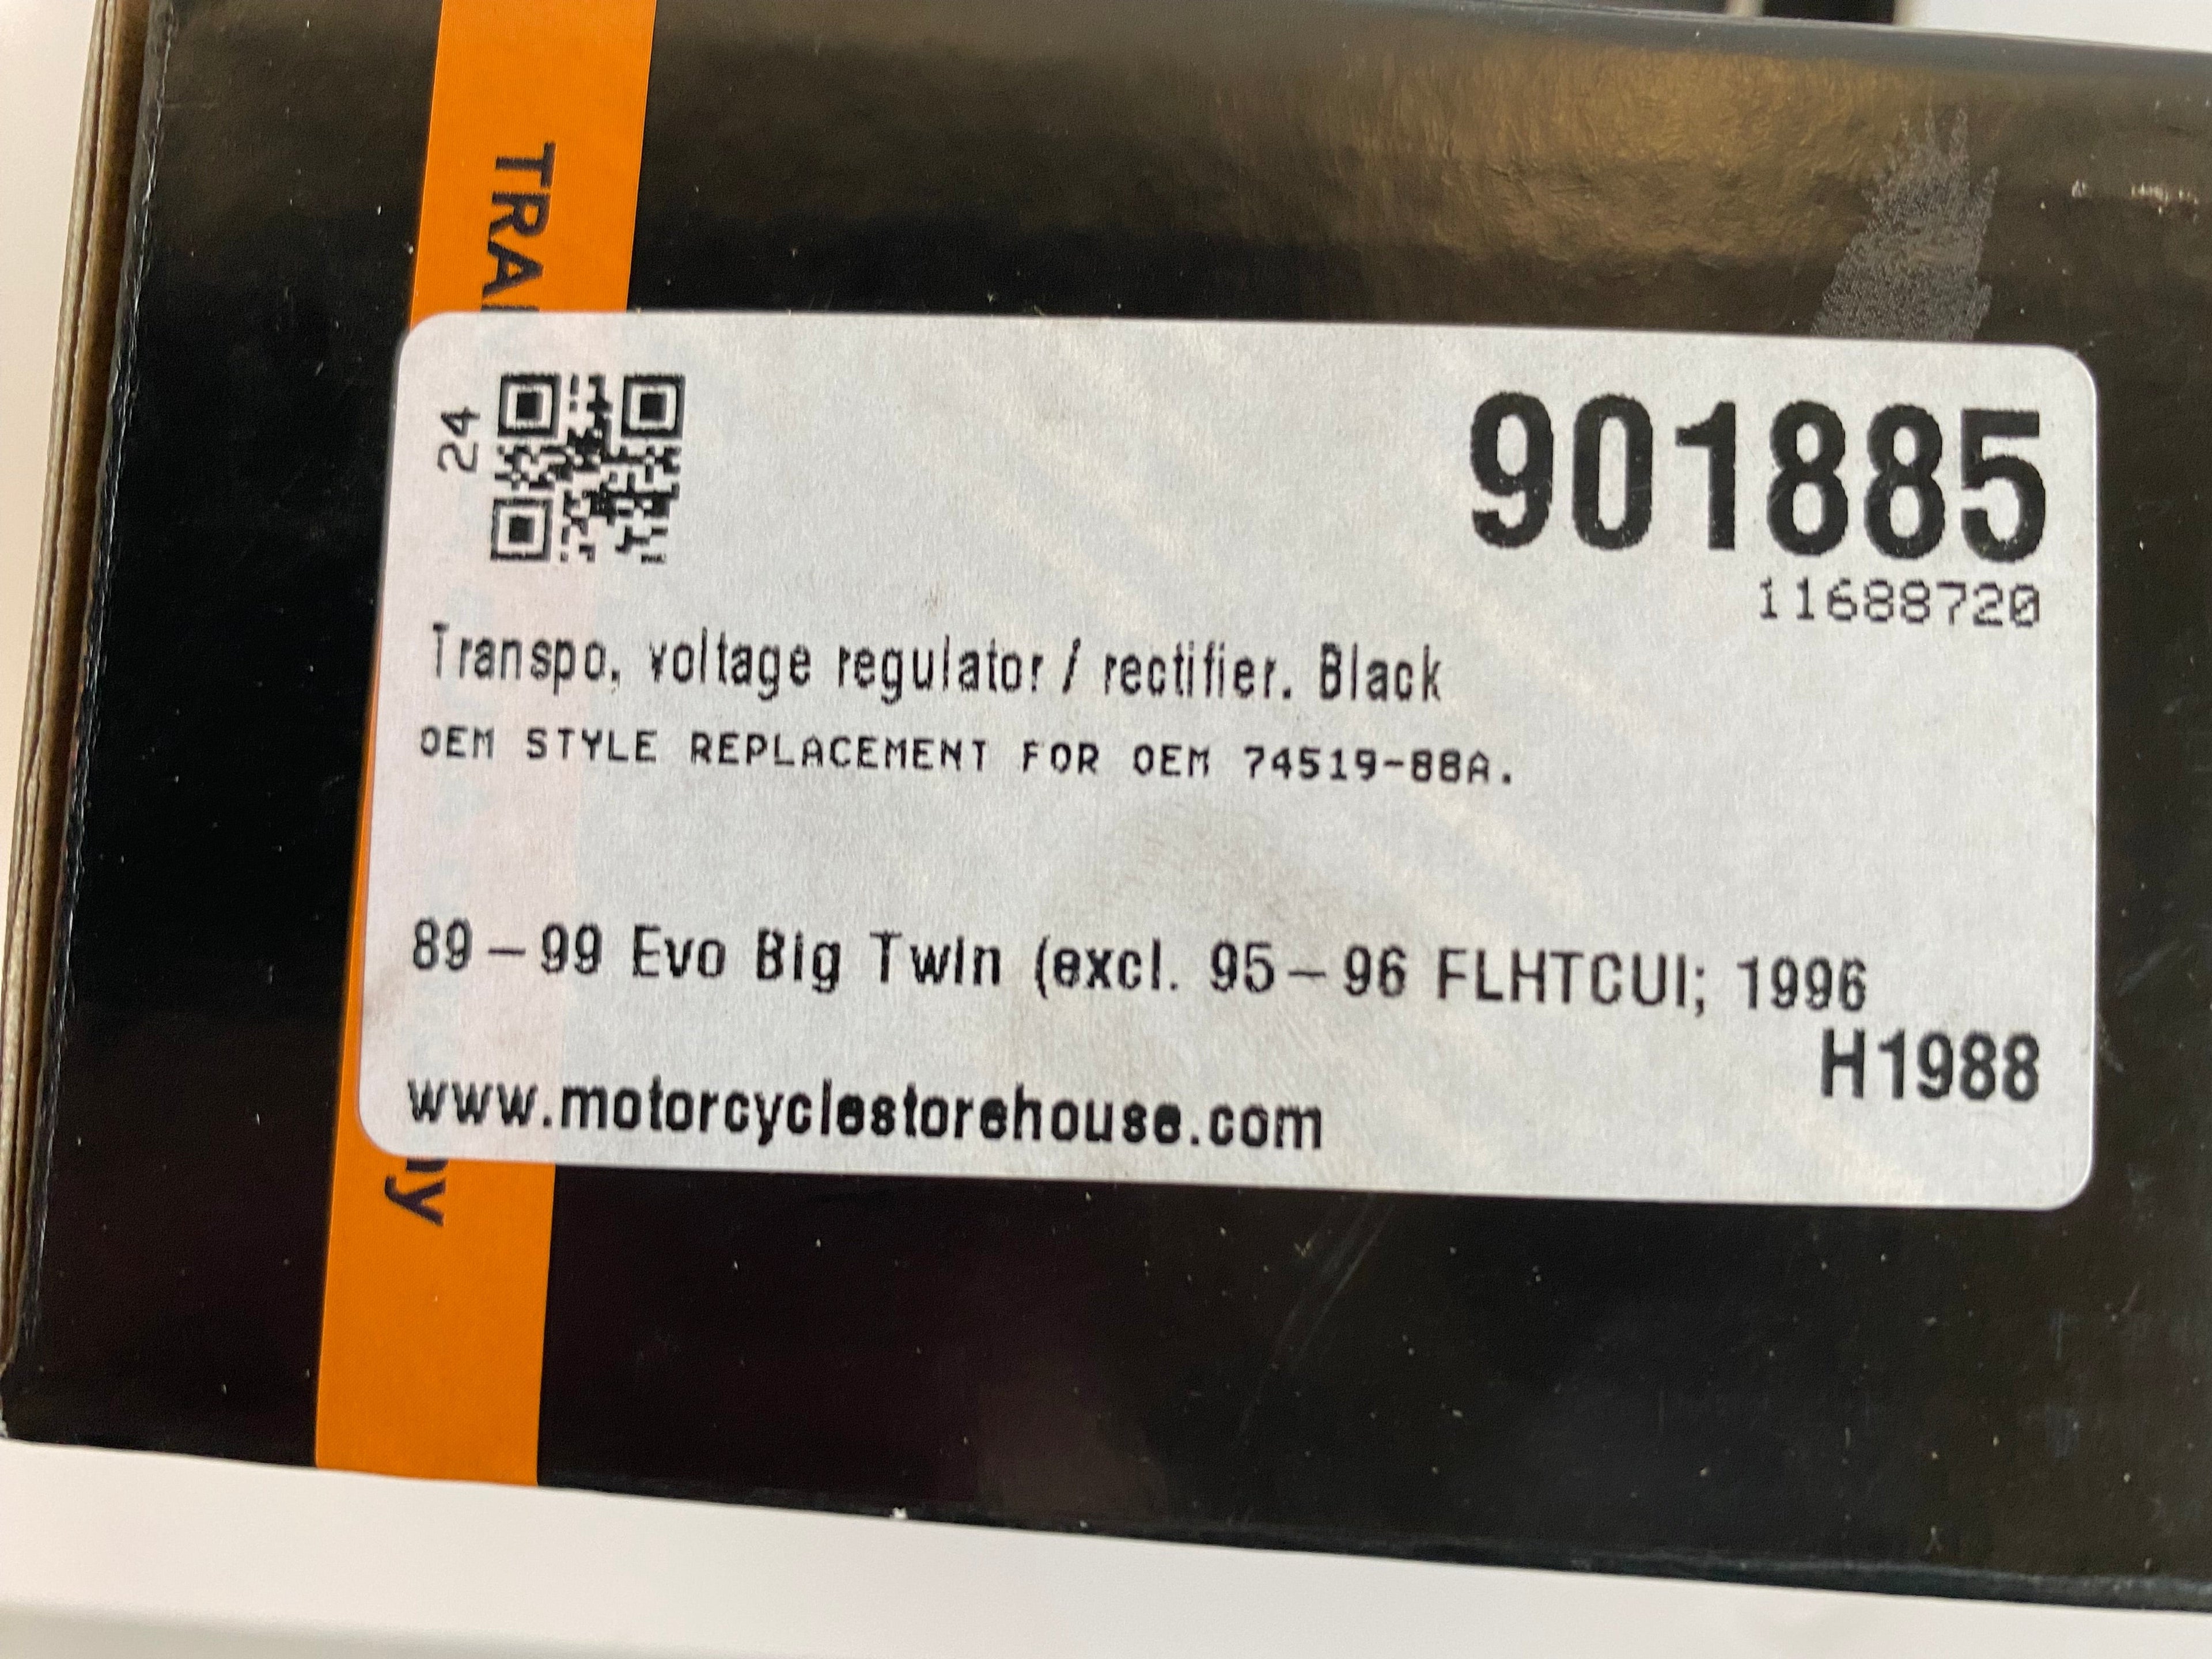 TRA
24
901885
11688720
Transpo, voltage regulator / rectifier. Black
OEM STYLE REPLACEMENT FOR OEM 74519-88A.
89-99 Evo Big Twin (excl. 95-96 FLHTCUI; 1996
H1988
www.motorcyclestorehouse.com
y